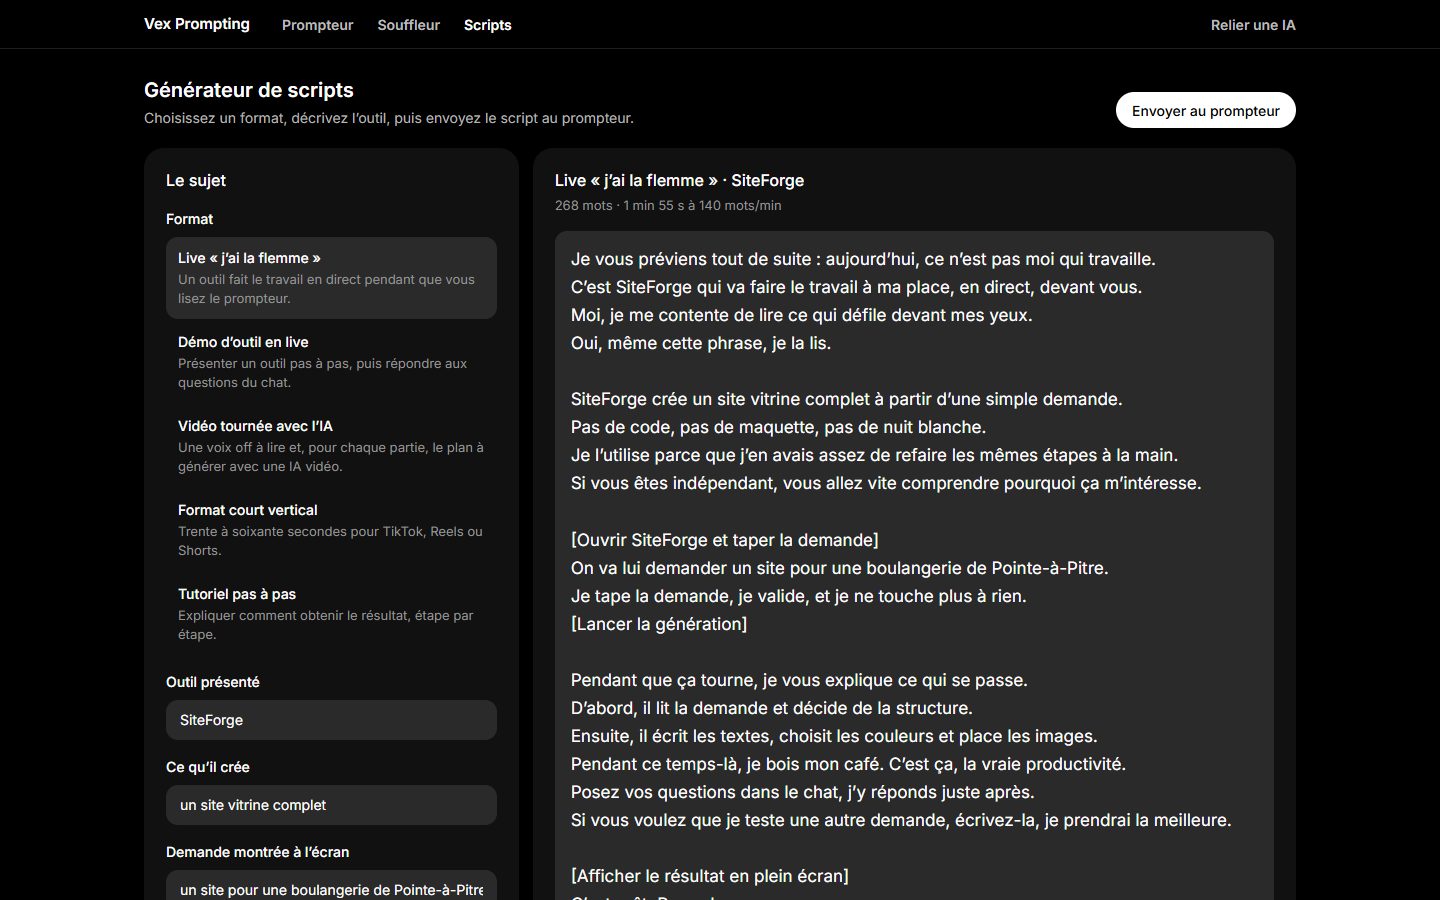 Vex Prompting
Prompteur
Souffleur
Scripts
Relier une IA
Générateur de scripts
Choisissez un format, décrivez l’outil, puis envoyez le script au prompteur.
Envoyer au prompteur
Le sujet
Format
Live « j’ai la flemme »
Un outil fait le travail en direct pendant que vous
lisez le prompteur.
Démo d’outil en live
Présenter un outil pas à pas, puis répondre aux
questions du chat.
Vidéo tournée avec l’IA
Une voix off à lire et, pour chaque partie, le plan à
générer avec une IA vidéo.
Format court vertical
Trente à soixante secondes pour TikTok, Reels ou
Shorts.
Tutoriel pas à pas
Expliquer comment obtenir le résultat, étape par
étape.
Outil présenté
SiteForge
Ce qu’il crée
un site vitrine complet
Demande montrée à l’écran
un site pour une boulangerie de Pointe-à-Pitre
Live « j’ai la flemme » · SiteForge
268 mots · 1 min 55 s à 140 mots/min
Je vous préviens tout de suite : aujourd’hui, ce n’est pas moi qui travaille.
C’est SiteForge qui va faire le travail à ma place, en direct, devant vous.
Moi, je me contente de lire ce qui défile devant mes yeux.
Oui, même cette phrase, je la lis.
SiteForge crée un site vitrine complet à partir d’une simple demande.
Pas de code, pas de maquette, pas de nuit blanche.
Je l’utilise parce que j’en avais assez de refaire les mêmes étapes à la main.
Si vous êtes indépendant, vous allez vite comprendre pourquoi ça m’intéresse.
[Ouvrir SiteForge et taper la demande]
On va lui demander un site pour une boulangerie de Pointe-à-Pitre.
Je tape la demande, je valide, et je ne touche plus à rien.
[Lancer la génération]
Pendant que ça tourne, je vous explique ce qui se passe.
D’abord, il lit la demande et décide de la structure.
Ensuite, il écrit les textes, choisit les couleurs et place les images.
Pendant ce temps-là, je bois mon café. C’est ça, la vraie productivité.
Posez vos questions dans le chat, j’y réponds juste après.
Si vous voulez que je teste une autre demande, écrivez-la, je prendrai la meilleure.
[Afficher le résultat en plein écran]